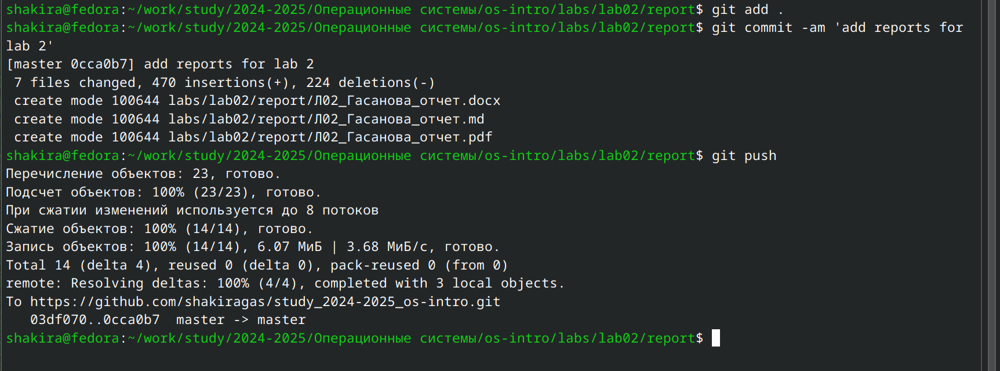 shakira@fedora:~/work/study/2024-2025/Операционные системы/os-intro/labs/lab02/report$ git add .
shakira@fedora:~/work/study/2024-2025/Операционные системы/os-intro/labs/lab02/report$ git commit -am 'add reports for
lab 2'
[master 0cca0b7] add reports for lab 2
 7 files changed, 470 insertions(+), 224 deletions(-)
 create mode 100644 labs/lab02/report/Л02_Гасанова_отчет.docx
 create mode 100644 labs/lab02/report/Л02_Гасанова_отчет.md
 create mode 100644 labs/lab02/report/Л02_Гасанова_отчет.pdf
shakira@fedora:~/work/study/2024-2025/Операционные системы/os-intro/labs/lab02/report$ git push
Перечисление объектов: 23, готово.
Подсчет объектов: 100% (23/23), готово.
При сжатии изменений используется до 8 потоков
Сжатие объектов: 100% (14/14), готово.
Запись объектов: 100% (14/14), 6.07 МиБ | 3.68 МиБ/с, готово.
Total 14 (delta 4), reused 0 (delta 0), pack-reused 0 (from 0)
remote: Resolving deltas: 100% (4/4), completed with 3 local objects.
To https://github.com/shakiragas/study_2024-2025_os-intro.git
   03df070..0cca0b7  master -> master
shakira@fedora:~/work/study/2024-2025/Операционные системы/os-intro/labs/lab02/report$